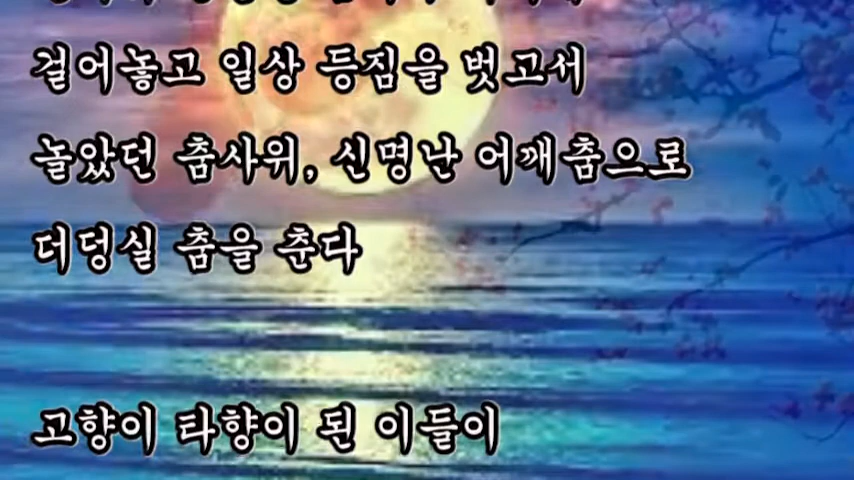 걸어놓고 일상 등짐을 벗고서
놀았던 춤사위, 신명난 어깨춤으로
더덩실 춤을 춘다
고향이 타향이 된 이들이